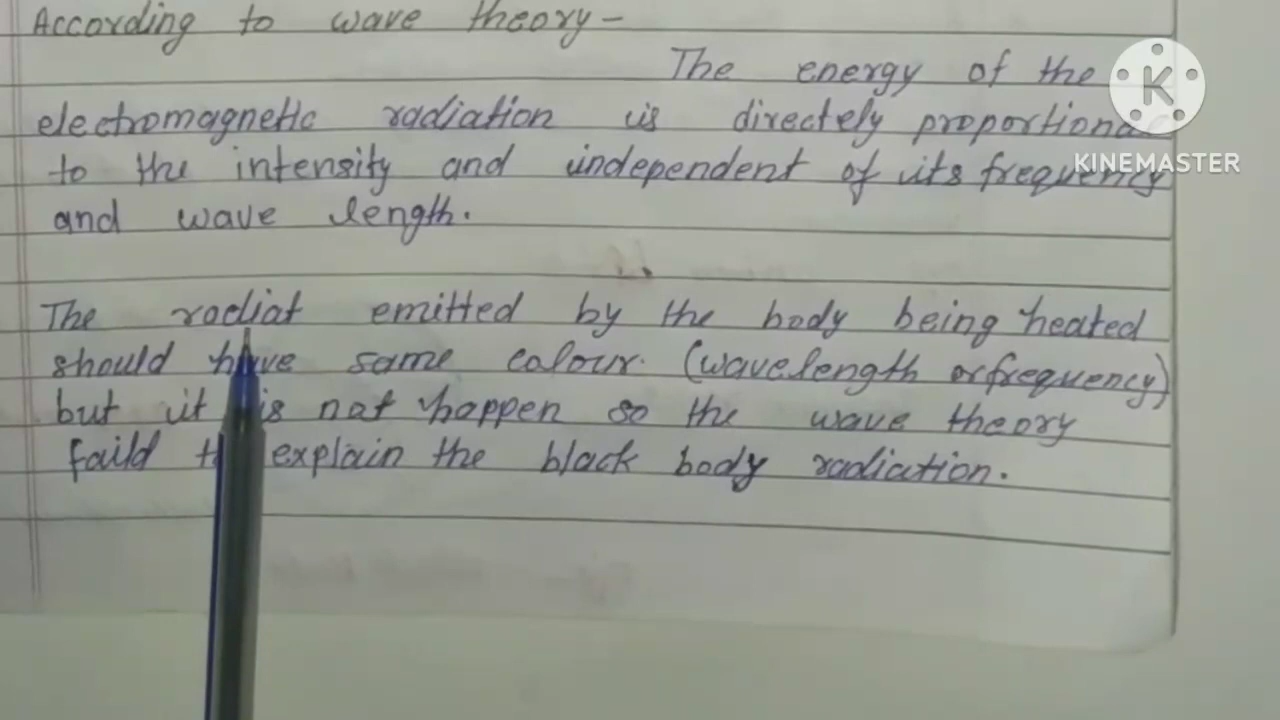 According to wave theory-
The energy of the
electromagnetic radiation is directely proportional
to the intensity and independent of its frequency
and wave length.
The radiat emitted by the body being heated
should have same colour. (wavelength or frequency)
but it is not happen so the wave theory
faild explain the black body radiation.
K
KINEMASTER